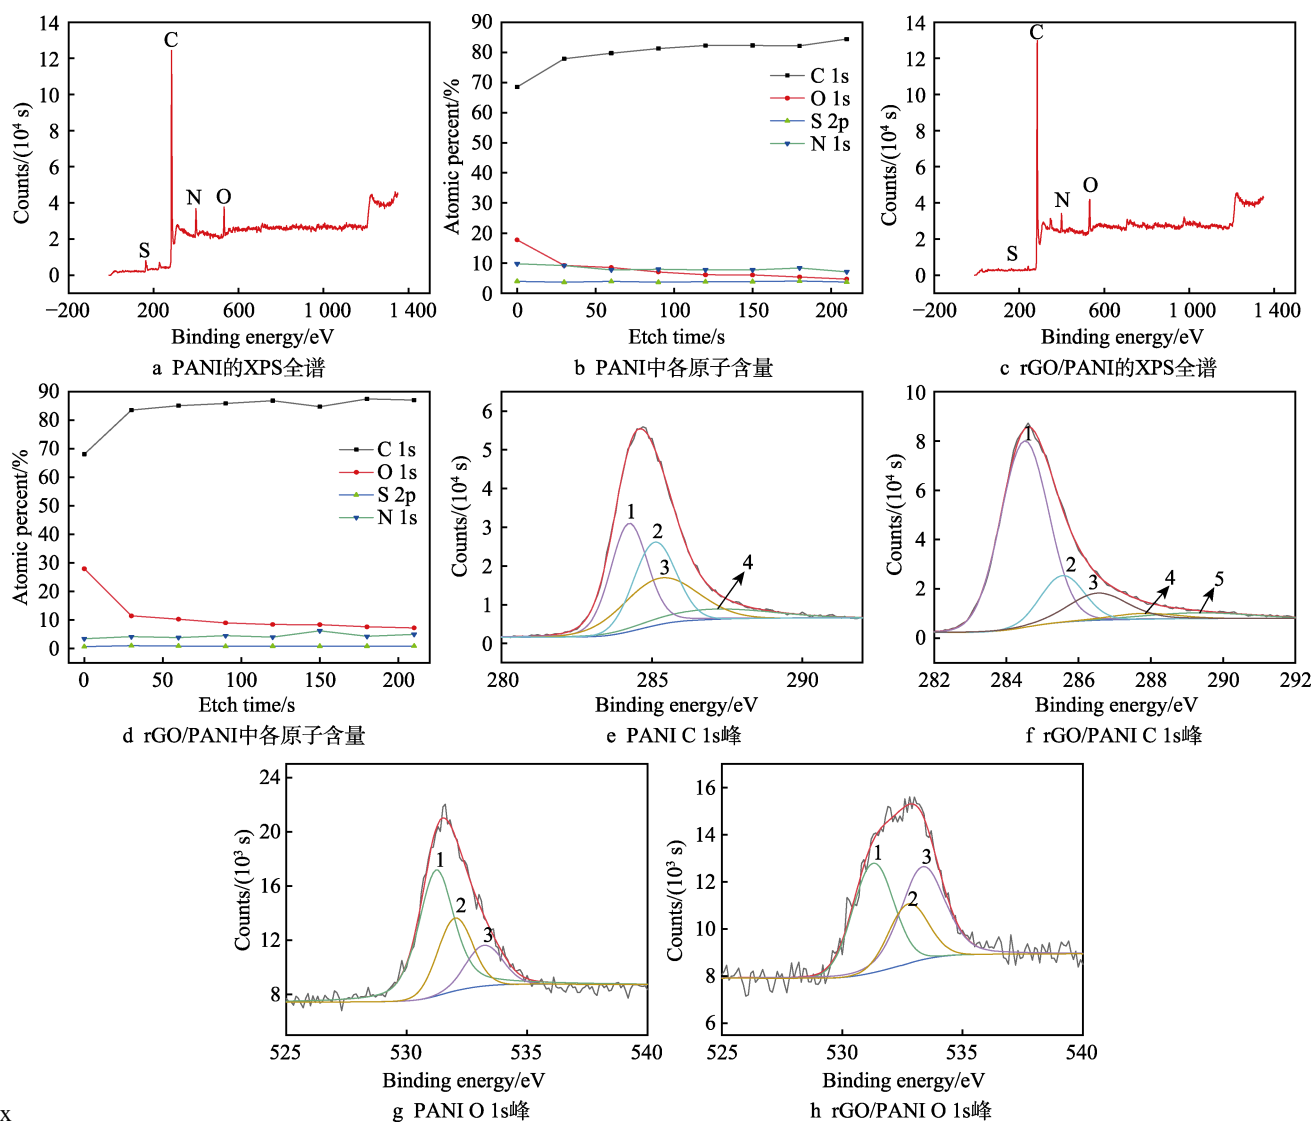 14
12
10
8
6
4
2
0
Counts/(10⁴ s)
C
N
O
S
−200
200
600
1 000
1 400
Binding energy/eV
a PANI的XPS全谱
90
80
70
60
50
40
30
20
10
0
Atomic percent/%
C 1s
O 1s
S 2p
N 1s
0
50
100
150
200
Etch time/s
b PANI中各原子含量
14
12
10
8
6
4
2
0
Counts/(10⁴ s)
C
N
O
S
−200
200
600
1 000
1 400
Binding energy/eV
c rGO/PANI的XPS全谱
90
80
70
60
50
40
30
20
10
0
Atomic percent/%
C 1s
O 1s
S 2p
N 1s
0
50
100
150
200
Etch time/s
d rGO/PANI中各原子含量
6
5
4
3
2
1
0
Counts/(10⁴ s)
1
2
3
4
280
285
290
Binding energy/eV
e PANI C 1s峰
10
8
6
4
2
0
Counts/(10⁴ s)
1
2
3
4
5
282
284
286
288
290
292
Binding energy/eV
f rGO/PANI C 1s峰
24
20
16
12
8
Counts/(10³ s)
1
2
3
525
530
535
540
Binding energy/eV
g PANI O 1s峰
16
14
12
10
8
6
Counts/(10³ s)
1
2
3
525
530
535
540
Binding energy/eV
h rGO/PANI O 1s峰
x